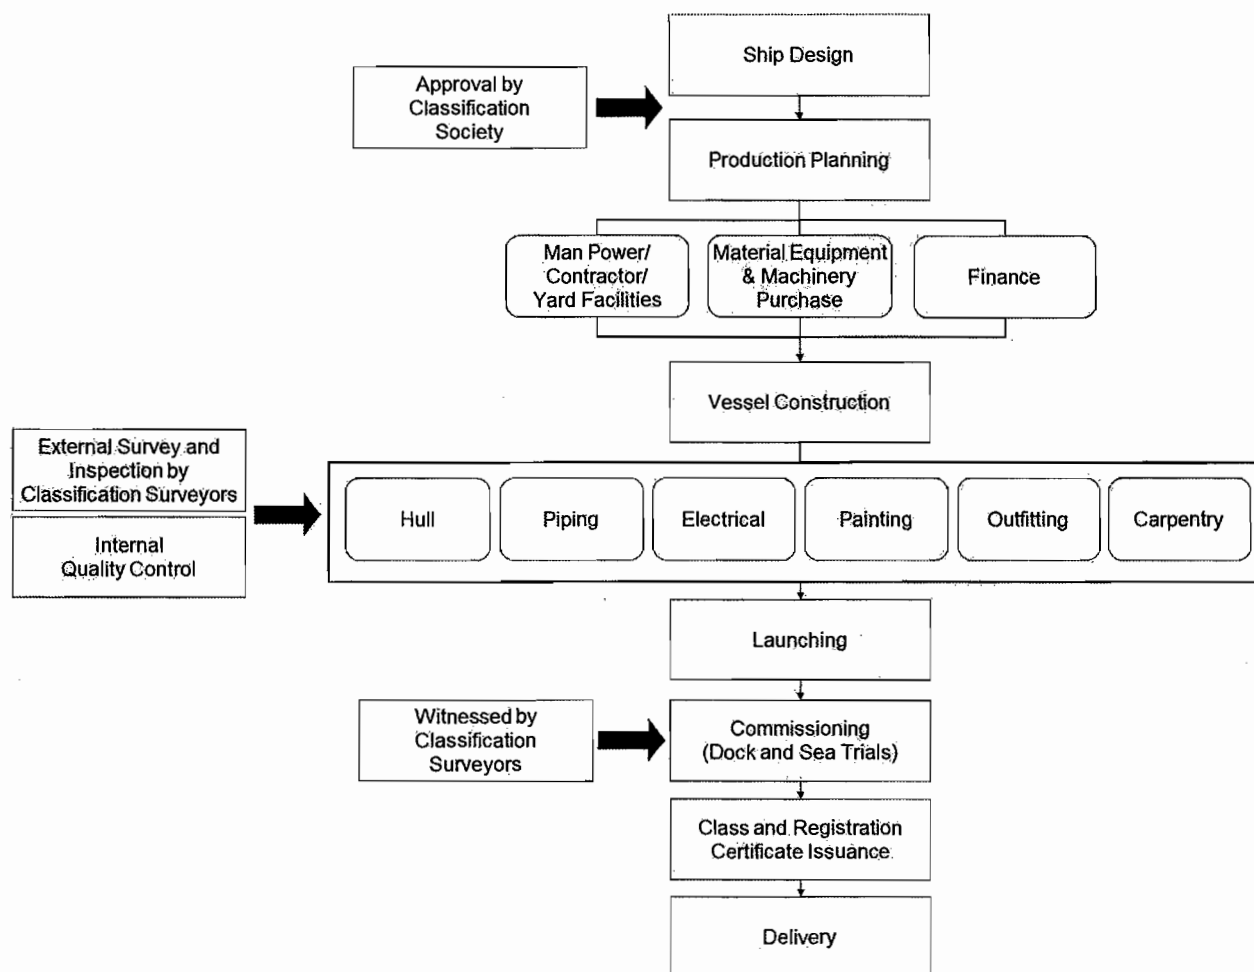 Ship Design
Approval by
Classification
Society
Production Planning
Man Power/
Contractor/
Yard Facilities
Material Equipment
& Machinery
Purchase
Finance
Vessel Construction
External Survey and
Inspection by
Classification Surveyors
Internal
Quality Control
Hull
Piping
Electrical
Painting
Outfitting
Carpentry
Launching
Witnessed by
Classification
Surveyors
Commissioning
(Dock and Sea Trials)
Class and Registration
Certificate Issuance
Delivery